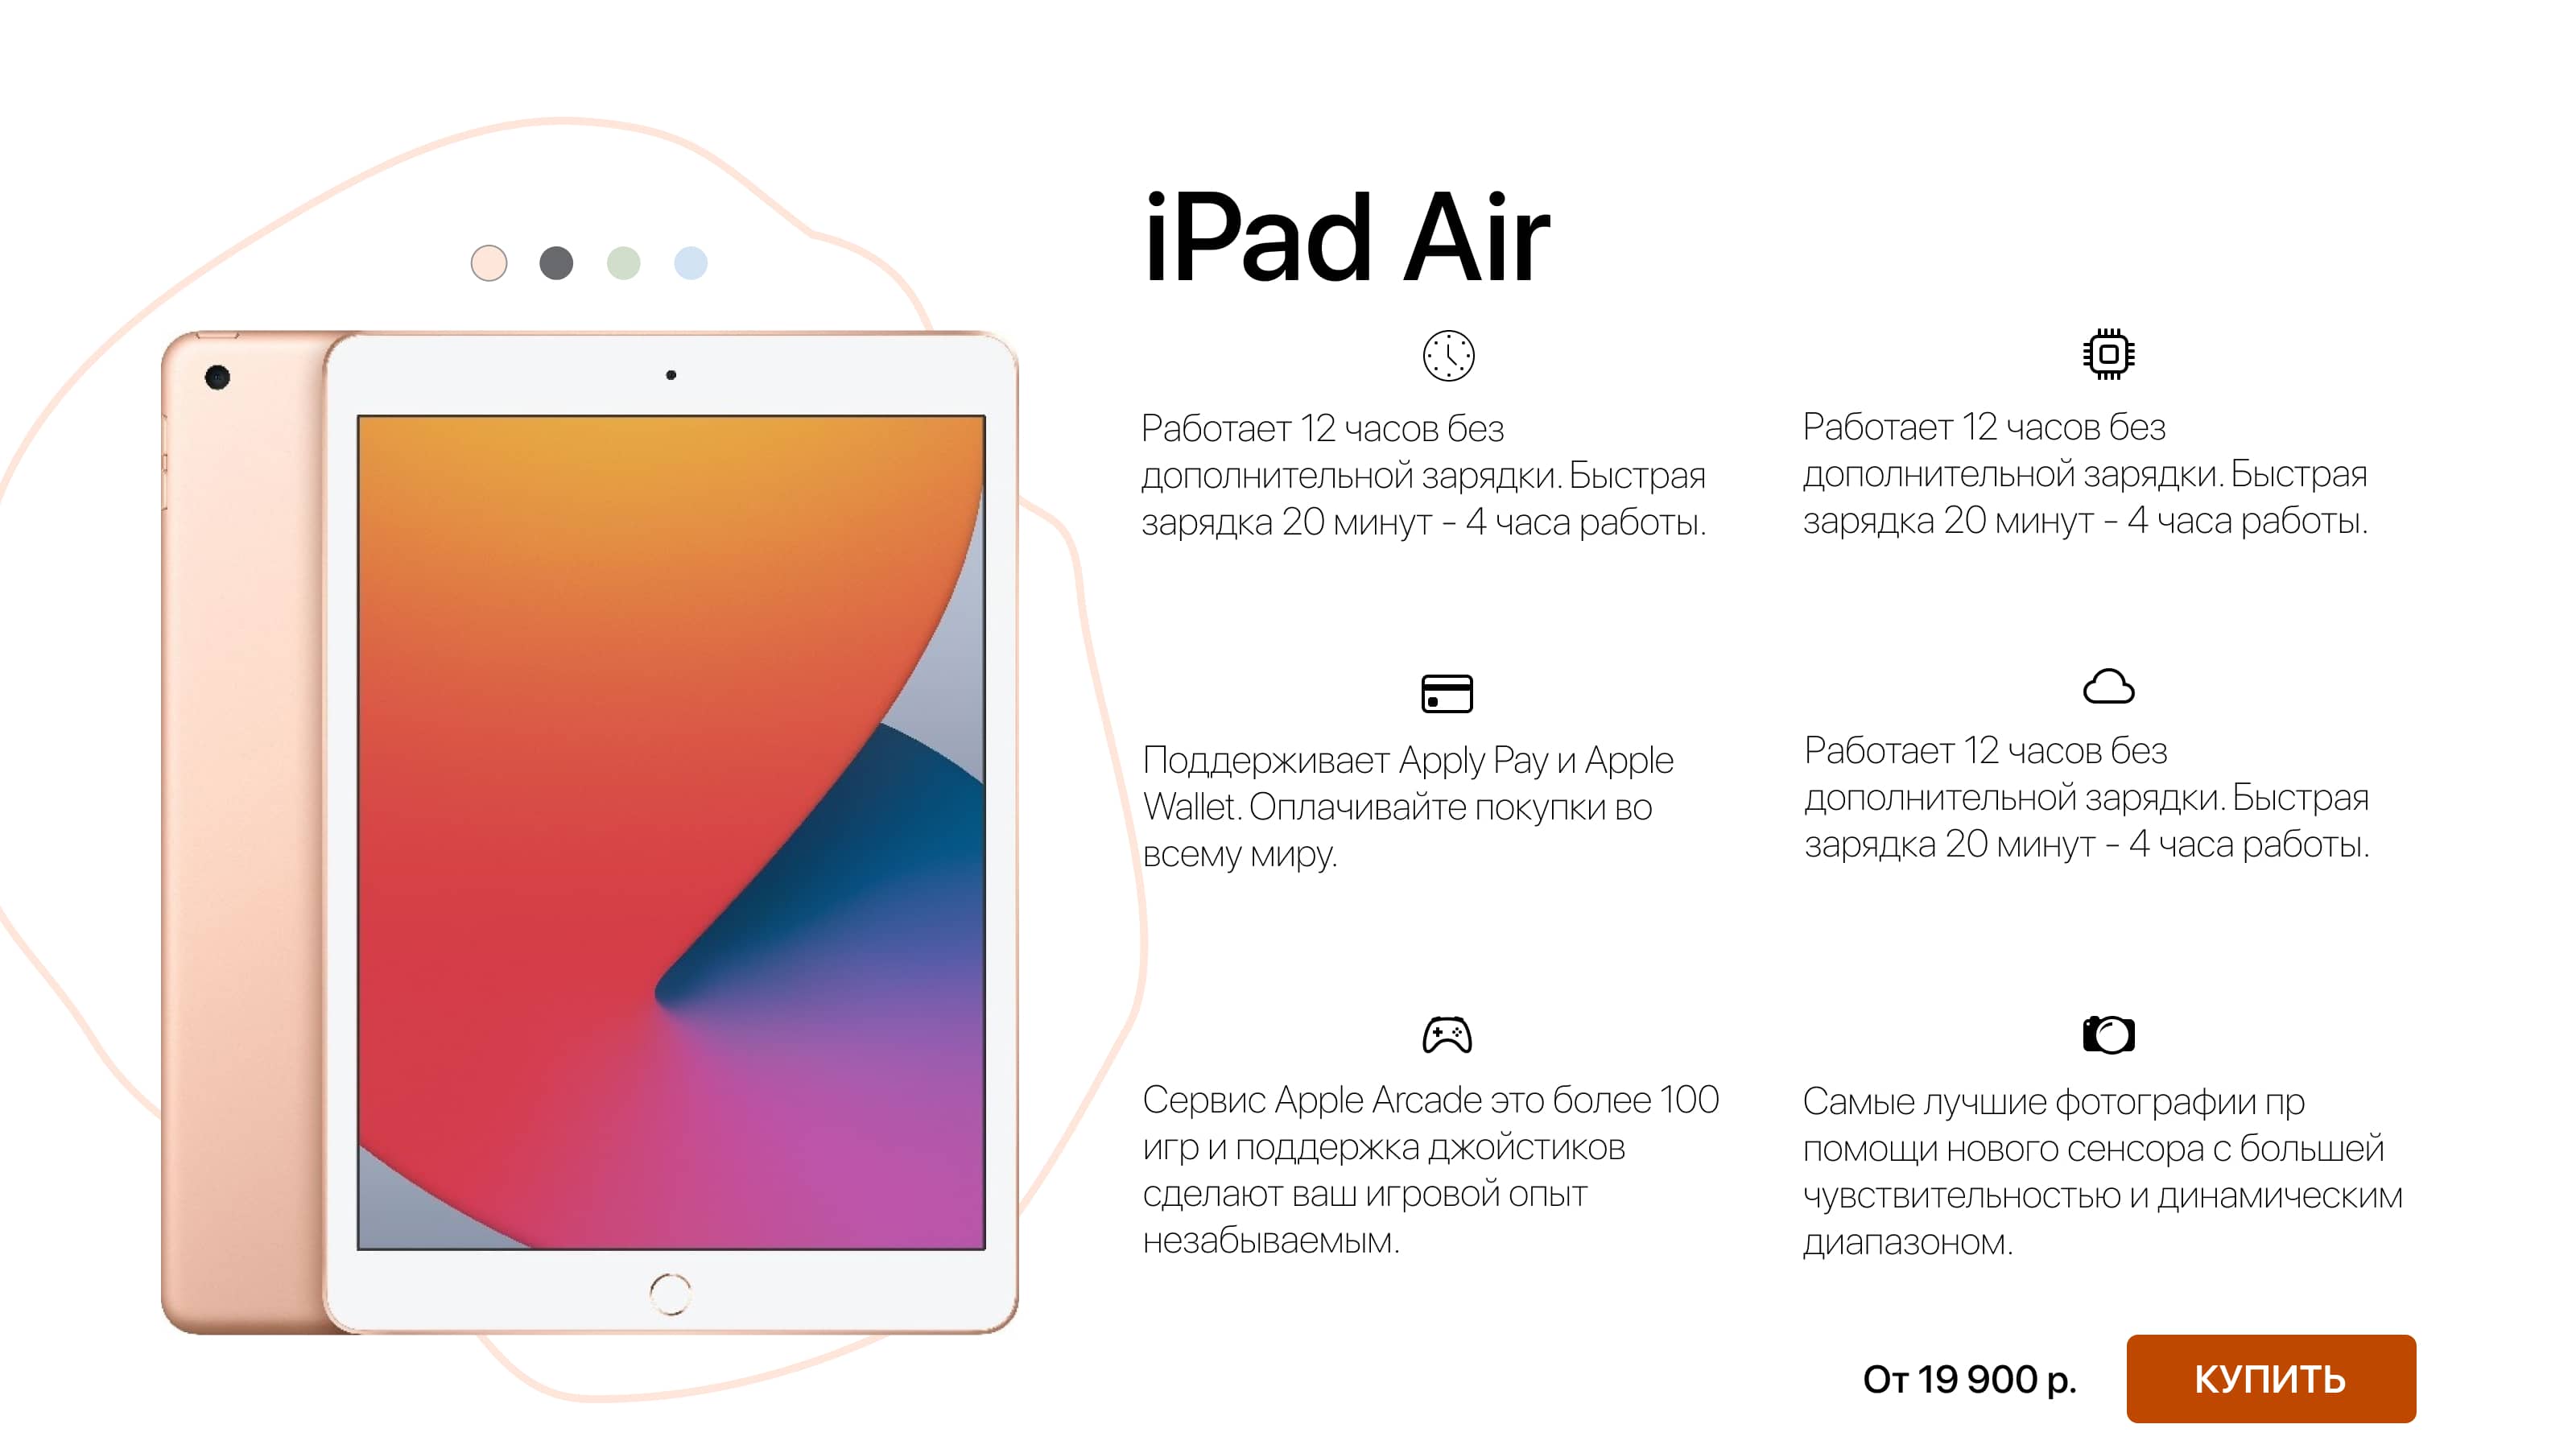 iPad Air
Работает 12 часов без
дополнительной зарядки. Быстрая
зарядка 20 минут - 4 часа работы.
Работает 12 часов без
дополнительной зарядки. Быстрая
зарядка 20 минут - 4 часа работы.
Поддерживает Apply Pay и Apple
Wallet. Оплачивайте покупки во
всему миру.
Работает 12 часов без
дополнительной зарядки. Быстрая
зарядка 20 минут - 4 часа работы.
Сервис Apple Arcade это более 100
игр и поддержка джойстиков
сделают ваш игровой опыт
незабываемым.
Самые лучшие фотографии пр
помощи нового сенсора с большей
чувствительностью и динамическим
диапазоном.
От 19 900 р.
КУПИТЬ